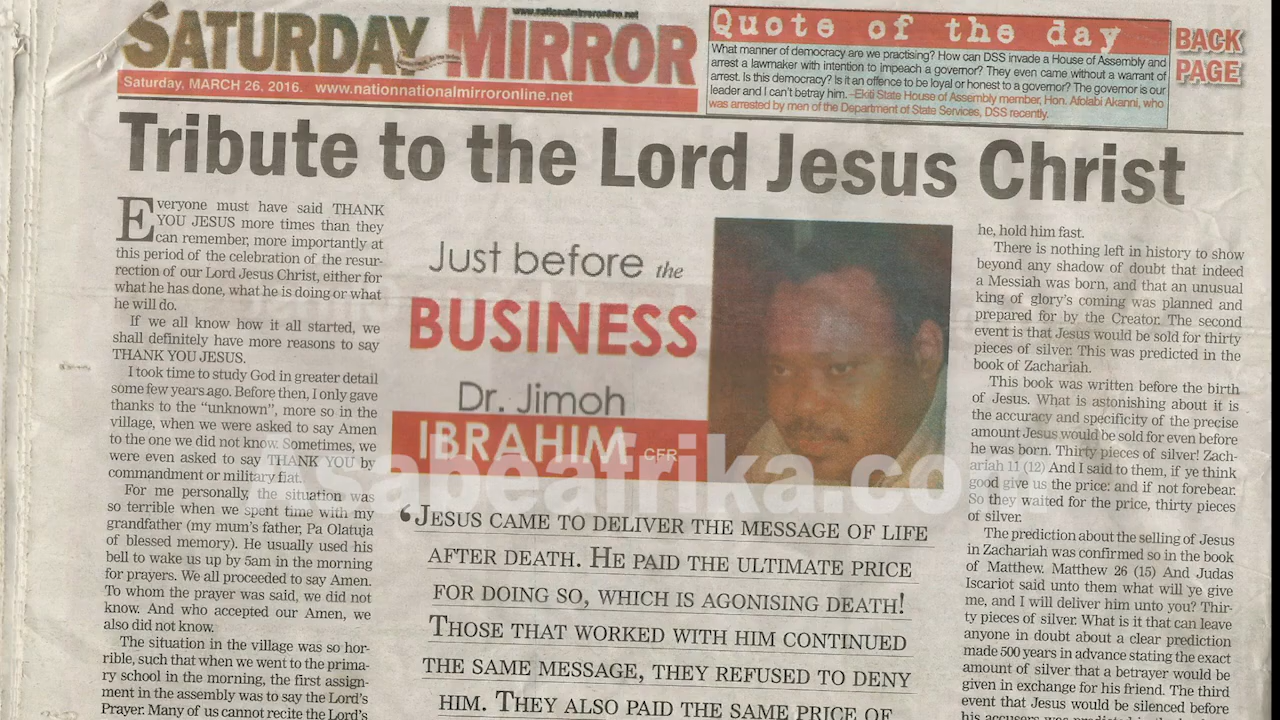 www.nationalmirroronline.net
SATURDAY MIRROR
Saturday, MARCH 26, 2016. www.nationnationalmirroronline.net
Quote of the day
What manner of democracy are we practising? How can DSS invade a House of Assembly and
arrest a lawmaker with intention to impeach a governor? They even came without a warrant of
arrest. Is this democracy? Is it an offence to be loyal or honest to a governor? The governor is our
leader and I can't betray him. -Ekiti State House of Assembly member, Hon. Afolabi Akanni, who
was arrested by men of the Department of State Services, DSS recently.
BACK
PAGE
Tribute to the Lord Jesus Christ
Everyone must have said THANK
YOU JESUS more times than they
can remember, more importantly at
this period of the celebration of the resur-
rection of our Lord Jesus Christ, either for
what he has done, what he is doing or what
he will do.
If we all know how it all started, we
shall definitely have more reasons to say
THANK YOU JESUS.
I took time to study God in greater detail
some few years ago. Before then, I only gave
thanks to the "unknown", more so in the
village, when we were asked to say Amen
to the one we did not know. Sometimes, we
were even asked to say THANK YOU by
commandment or military fiat.
For me personally, the situation was
so terrible when we spent time with my
grandfather (my mum's father, Pa Olatuja
of blessed memory). He usually used his
bell to wake us up by 5am in the morning
for prayers. We all proceeded to say Amen.
To whom the prayer was said, we did not
know. And who accepted our Amen, we
also did not know.
The situation in the village was so hor-
rible, such that when we went to the prima-
ry school in the morning, the first assign-
ment in the assembly was to say the Lord's
Prayer. Many of us cannot recite the Lord's
Just before the
BUSINESS
Dr. Jimoh
IBRAHIM CFR
asabeafrika.co
‘JESUS CAME TO DELIVER THE MESSAGE OF LIFE
AFTER DEATH. HE PAID THE ULTIMATE PRICE
FOR DOING SO, WHICH IS AGONISING DEATH!
THOSE THAT WORKED WITH HIM CONTINUED
THE SAME MESSAGE, THEY REFUSED TO DENY
HIM. THEY ALSO PAID THE SAME PRICE OF
he, hold him fast.
There is nothing left in history to show
beyond any shadow of doubt that indeed
a Messiah was born, and that an unusual
king of glory's coming was planned and
prepared for by the Creator. The second
event is that Jesus would be sold for thirty
pieces of silver. This was predicted in the
book of Zachariah.
This book was written before the birth
of Jesus. What is astonishing about it is
the accuracy and specificity of the precise
amount Jesus would be sold for even before
he was born. Thirty pieces of silver! Zach-
ariah 11 (12) And I said to them, if ye think
good give us the price: and if not forbear.
So they waited for the price, thirty pieces
of silver.
The prediction about the selling of Jesus
in Zachariah was confirmed so in the book
of Matthew. Matthew 26 (15) And Judas
Iscariot said unto them what will ye give
me, and I will deliver him unto you? Thir-
ty pieces of silver. What is it that can leave
anyone in doubt about a clear prediction
made 500 years in advance stating the exact
amount of silver that a betrayer would be
given in exchange for his friend. The third
event that Jesus would be silenced before
his accusers was